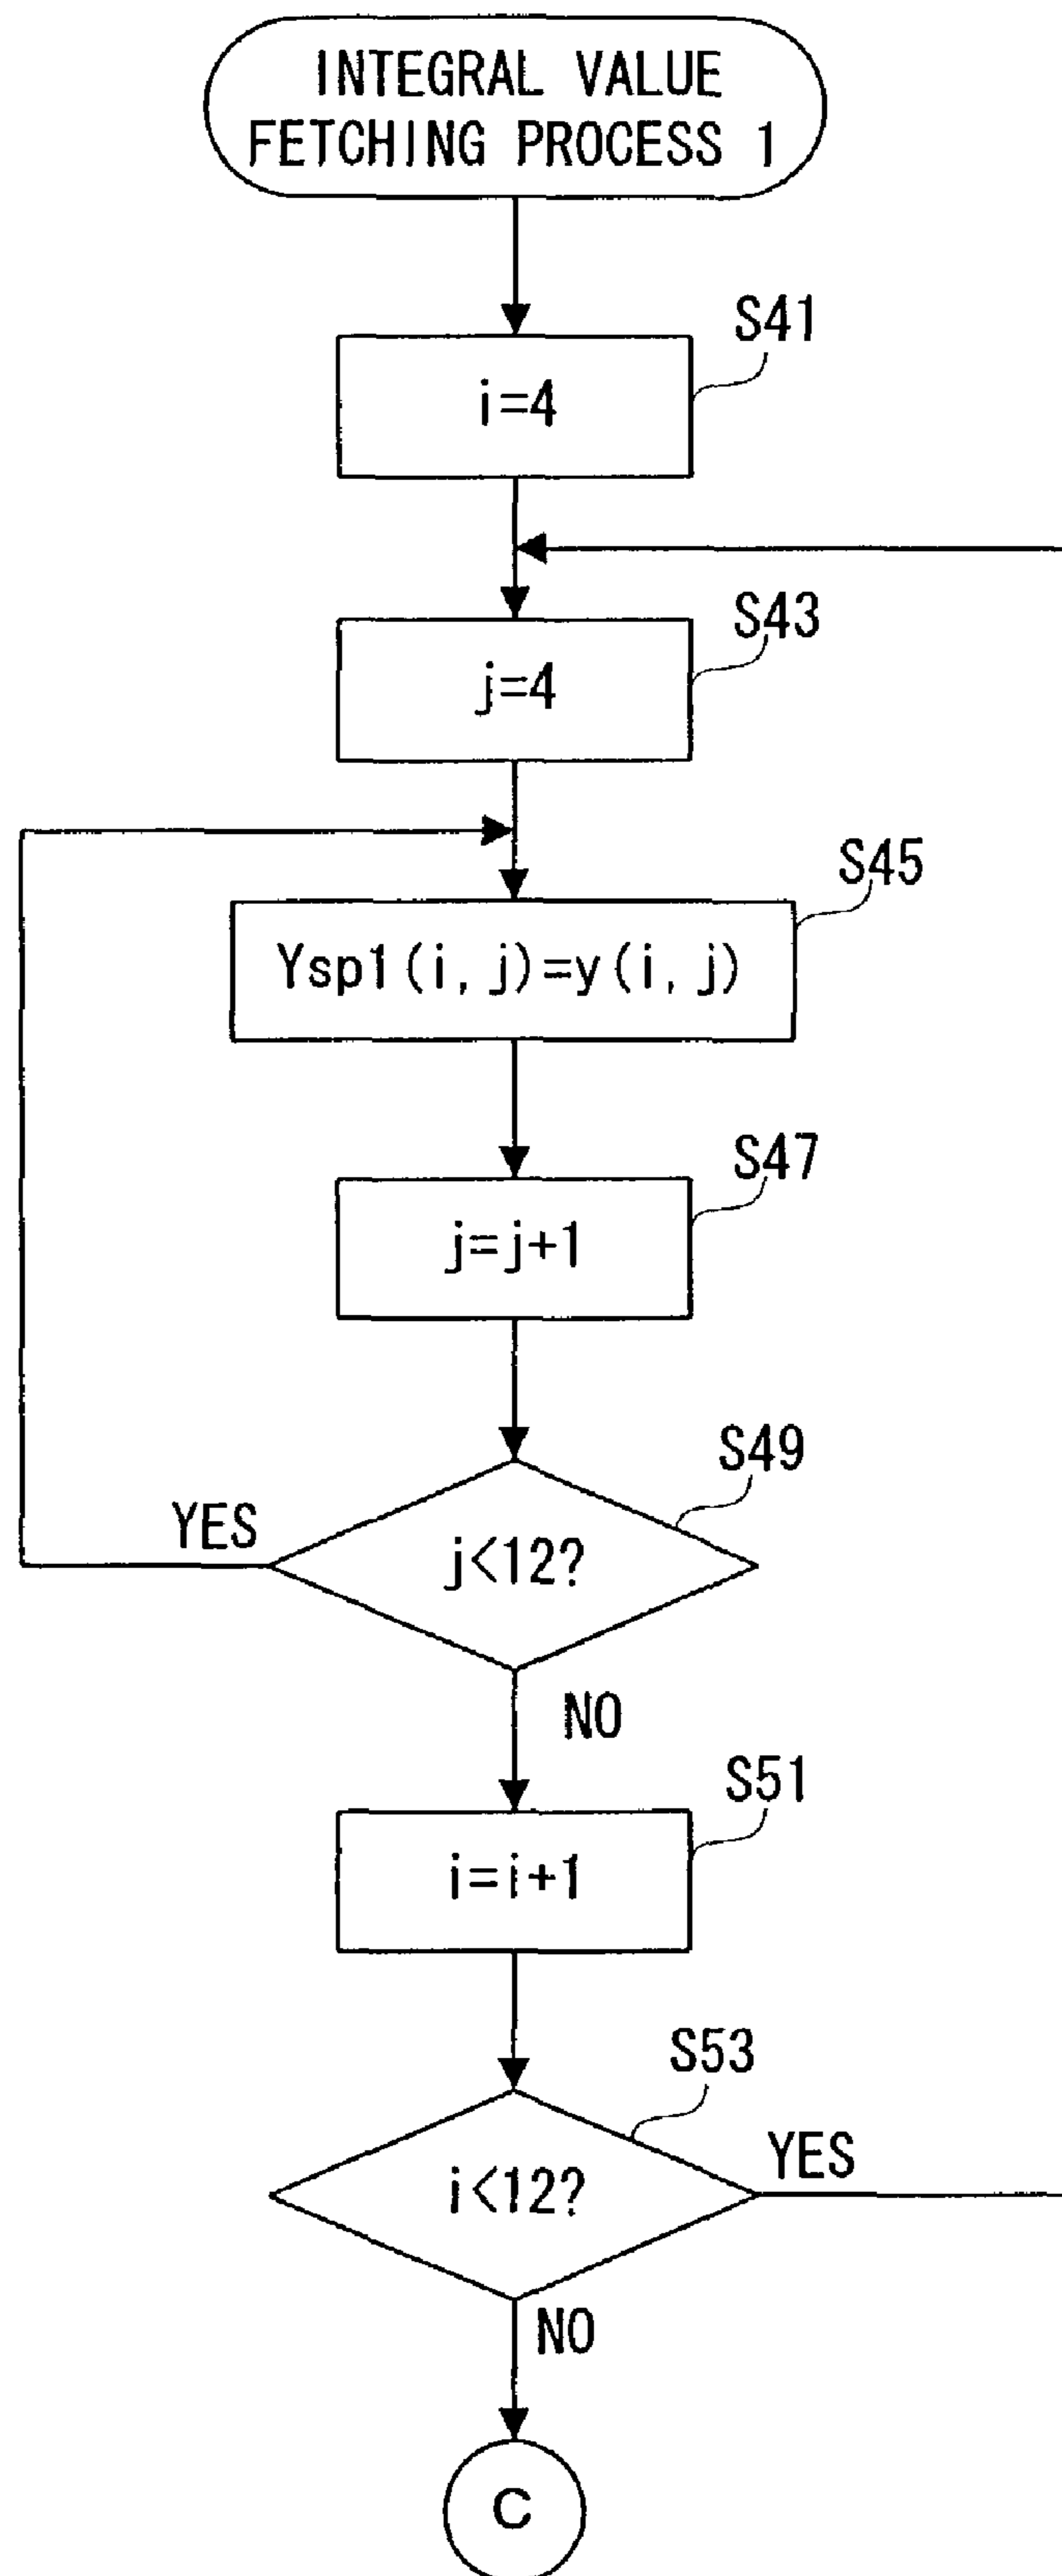 INTEGRAL VALUE
FETCHING PROCESS 1
S41
i=4
S43
j=4
S45
Ysp1(i, j)=y(i, j)
S47
j=j+1
S49
YES
j<12?
NO
S51
i=i+1
S53
YES
i<12?
NO
C